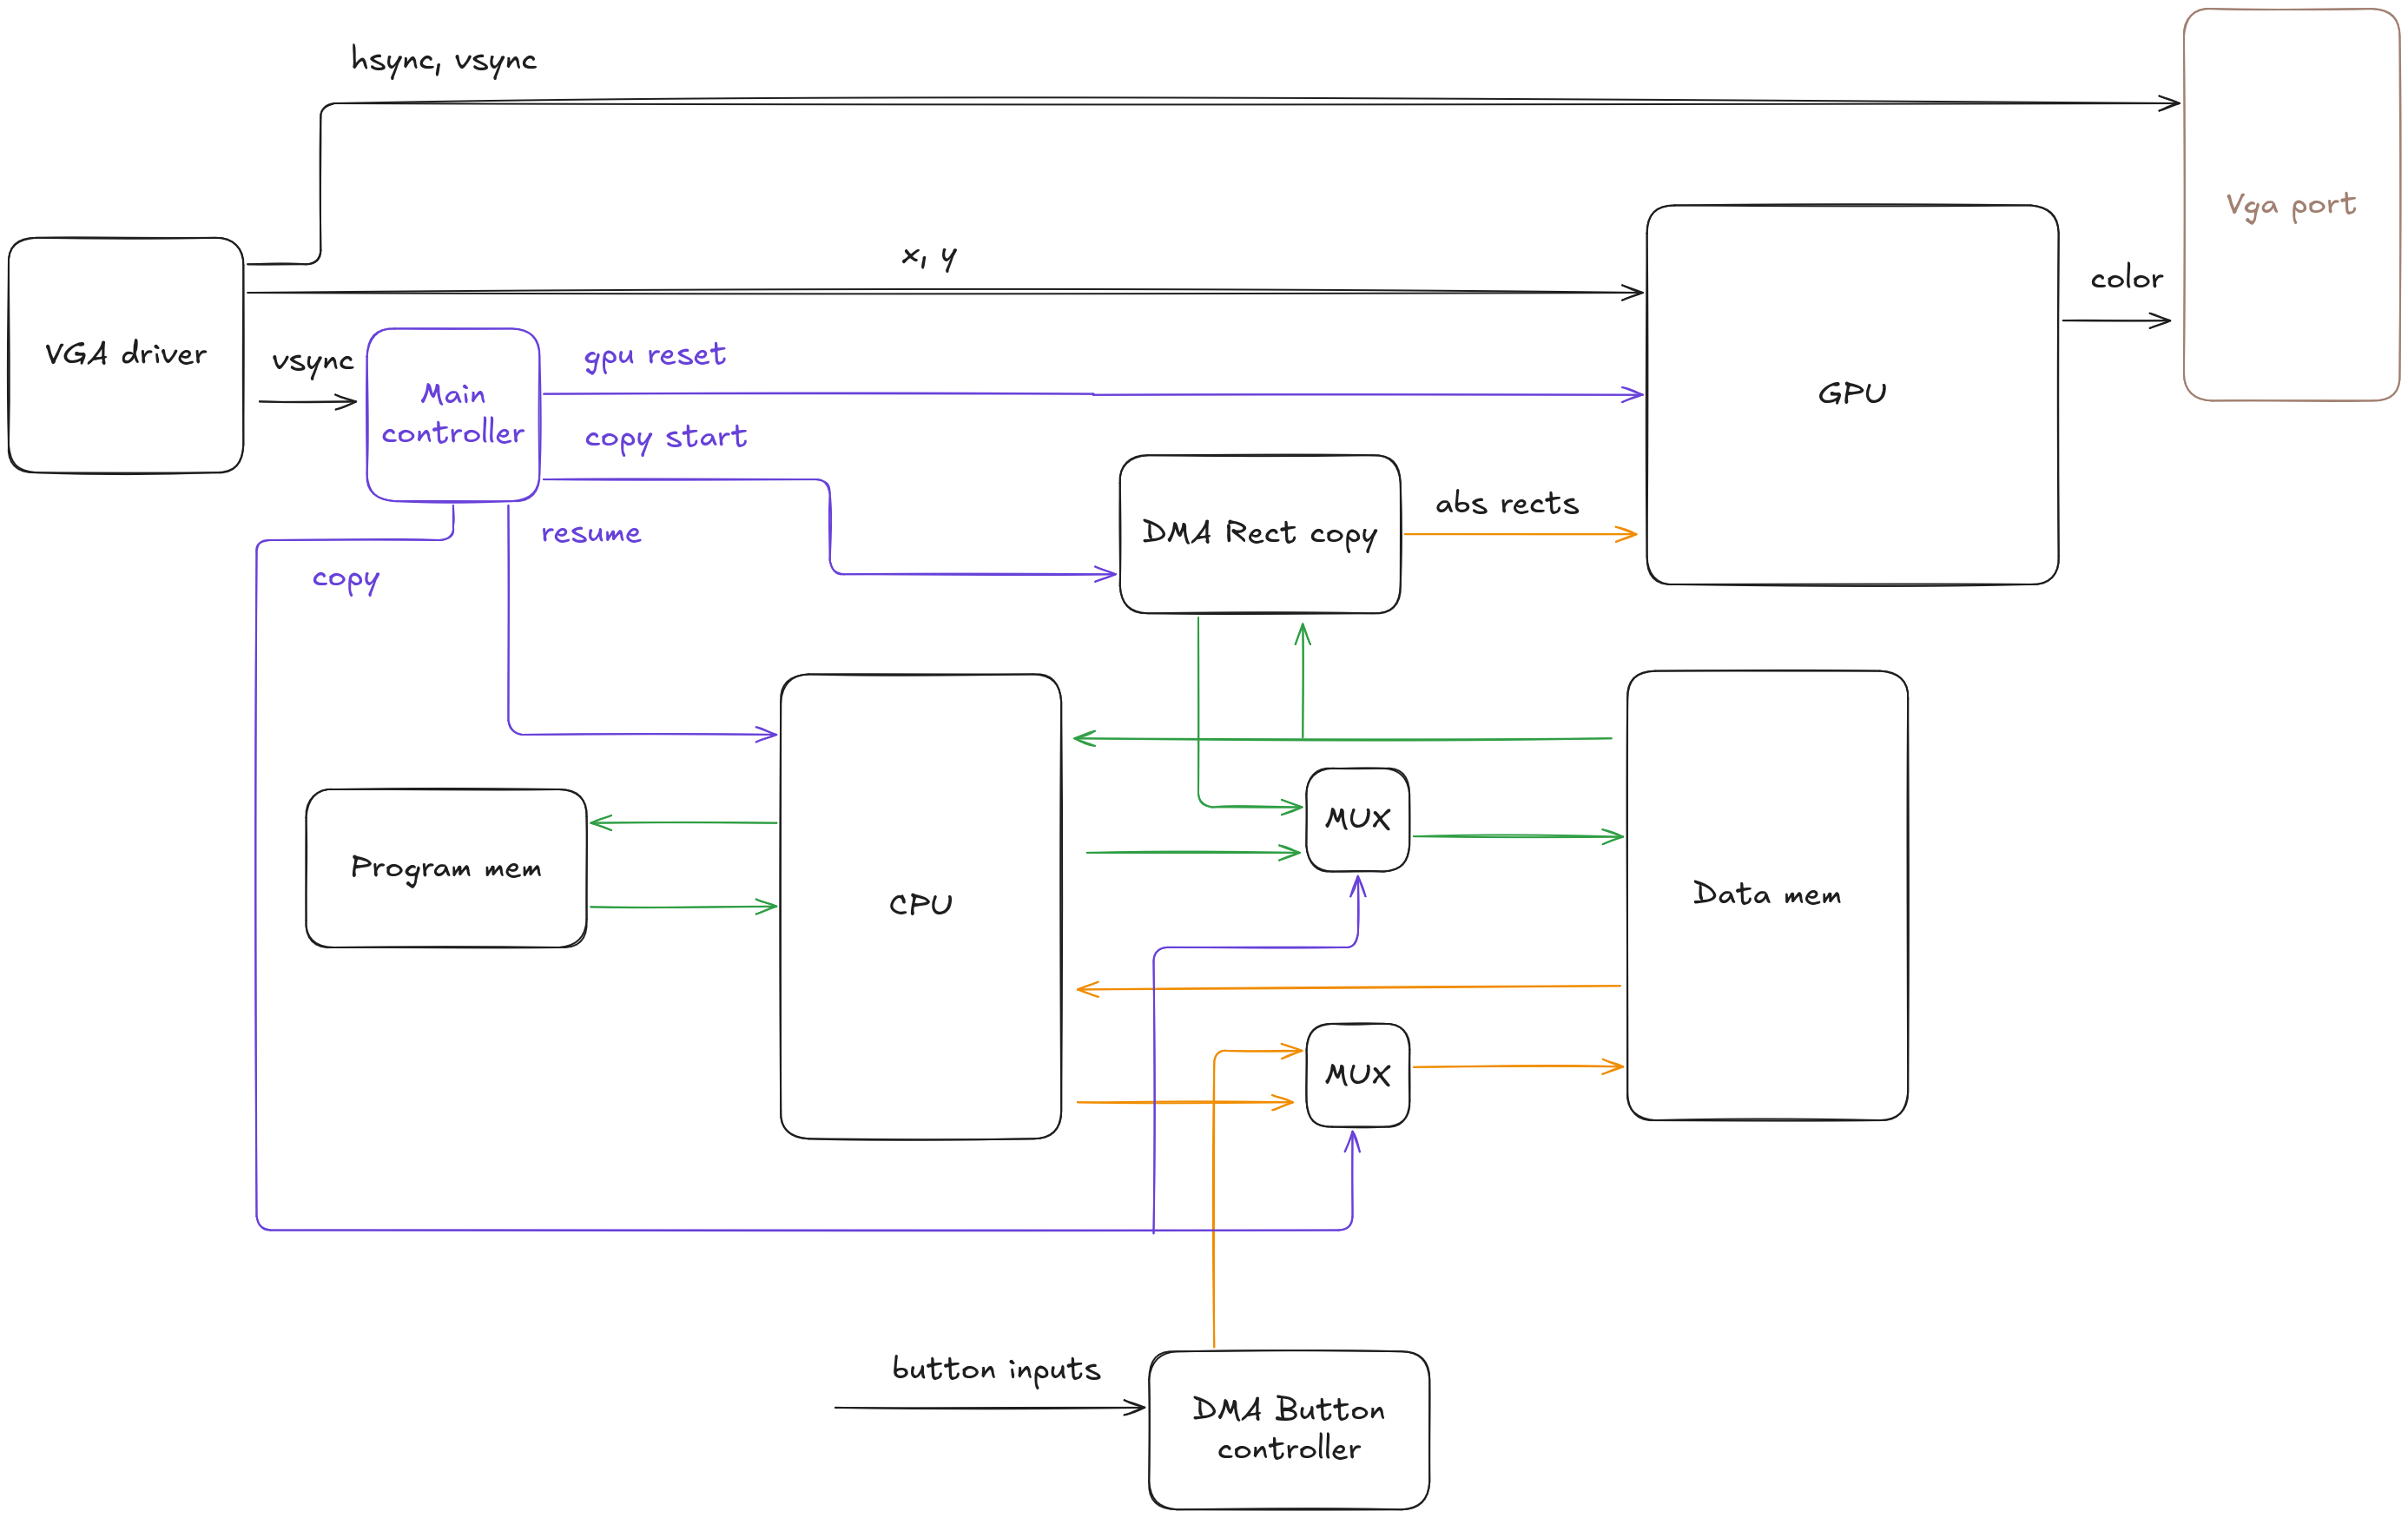 hsync, vsync
Vga port
x, y
color
VGA driver
vsync
Main
controller
gpu reset
GPU
copy start
abs rects
DMA Rect copy
resume
copy
MUX
Program mem
CPU
Data mem
MUX
button inputs
DMA Button
controller